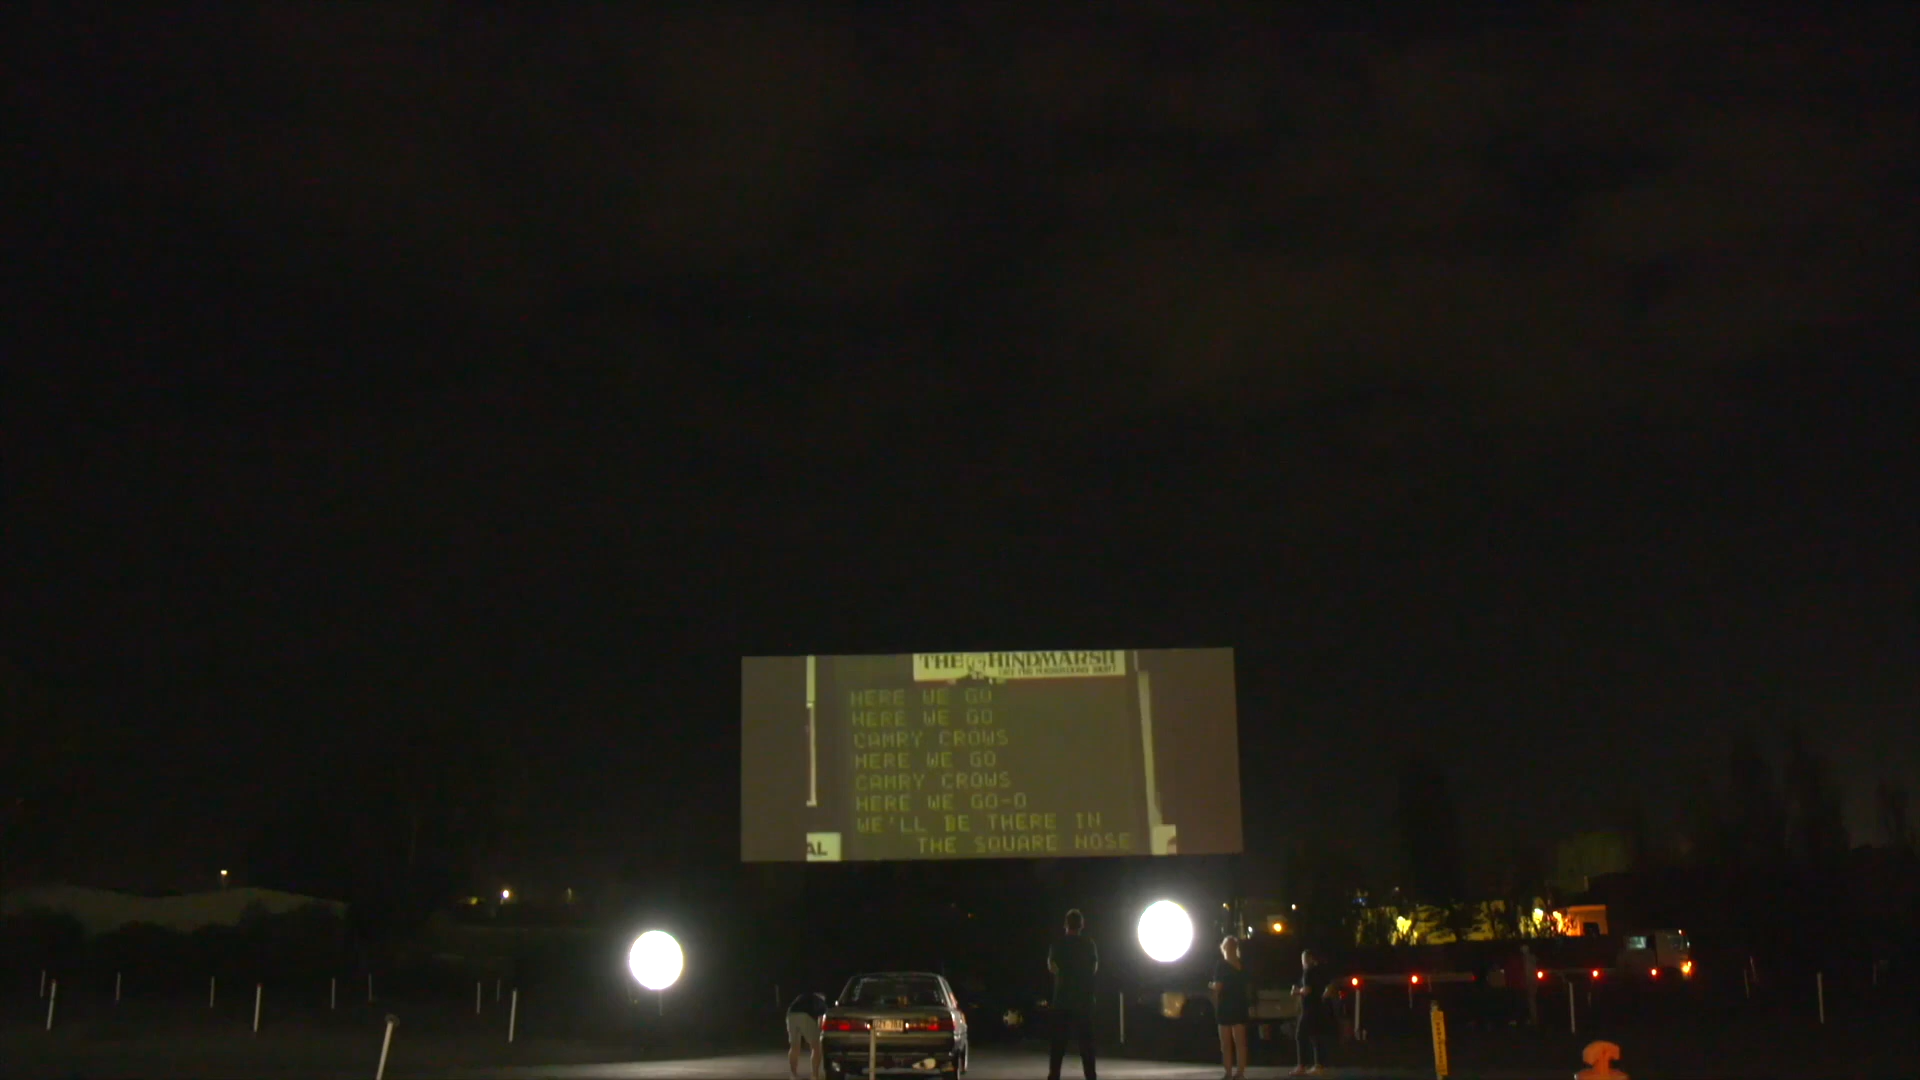 THE HINDMARSH
HERE WE GO
HERE WE GO
CAMRY CROWS
HERE WE GO
CAMRY CROWS
HERE WE GO-O
WE'LL BE THERE IN
THE SQUARE NOSE
AL